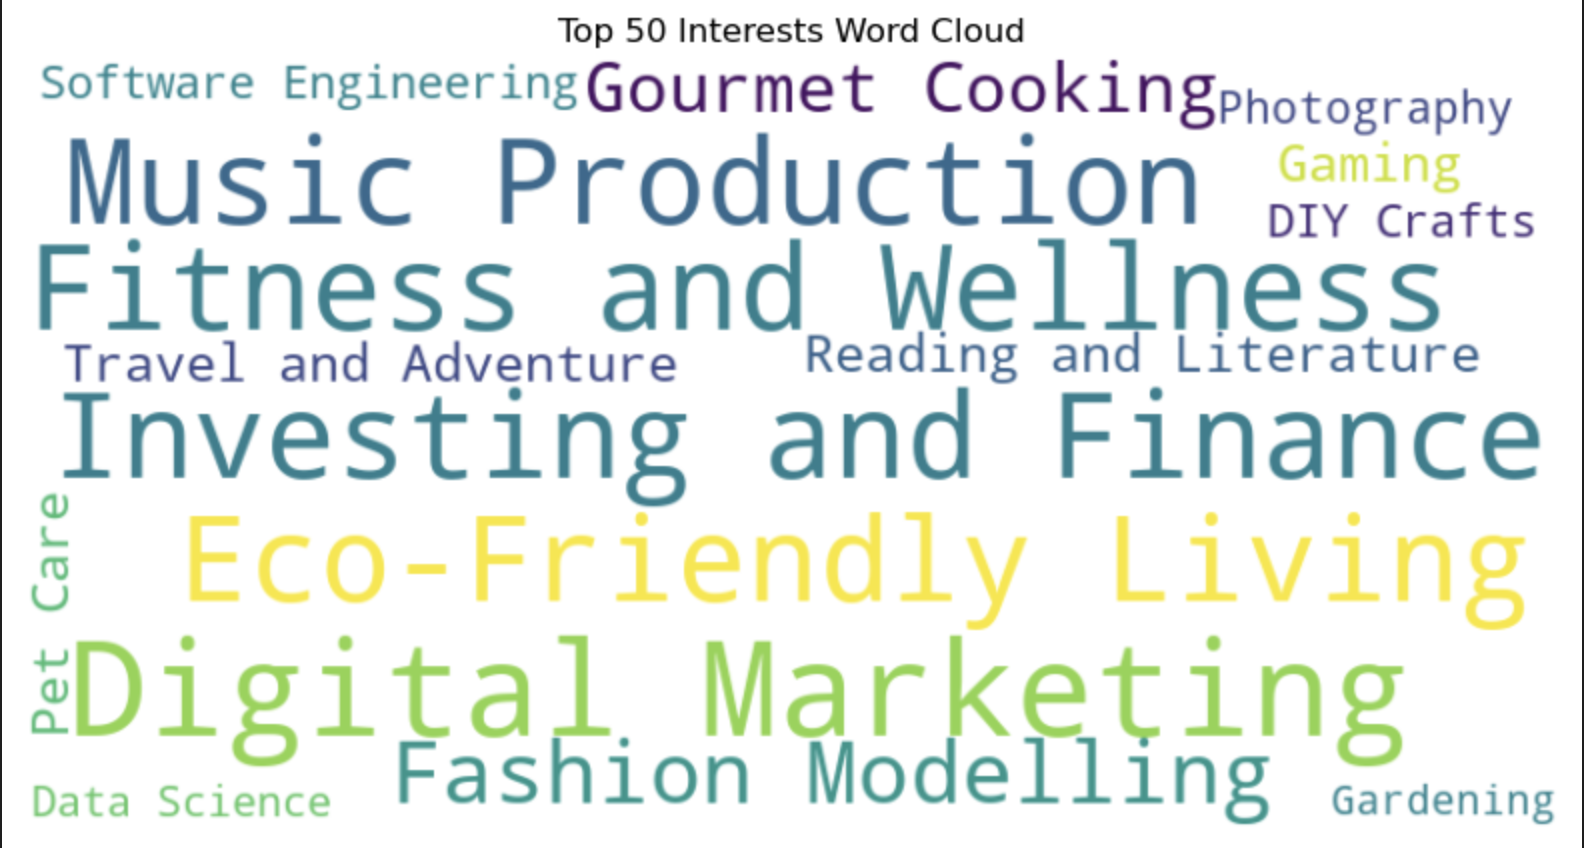 Top 50 Interests Word Cloud
Software Engineering
Gourmet Cooking
Photography
Music Production
Gaming
DIY Crafts
Fitness and Wellness
Travel and Adventure
Reading and Literature
Investing and Finance
Pet Care
Eco-Friendly Living
Digital Marketing
Fashion Modelling
Data Science
Gardening